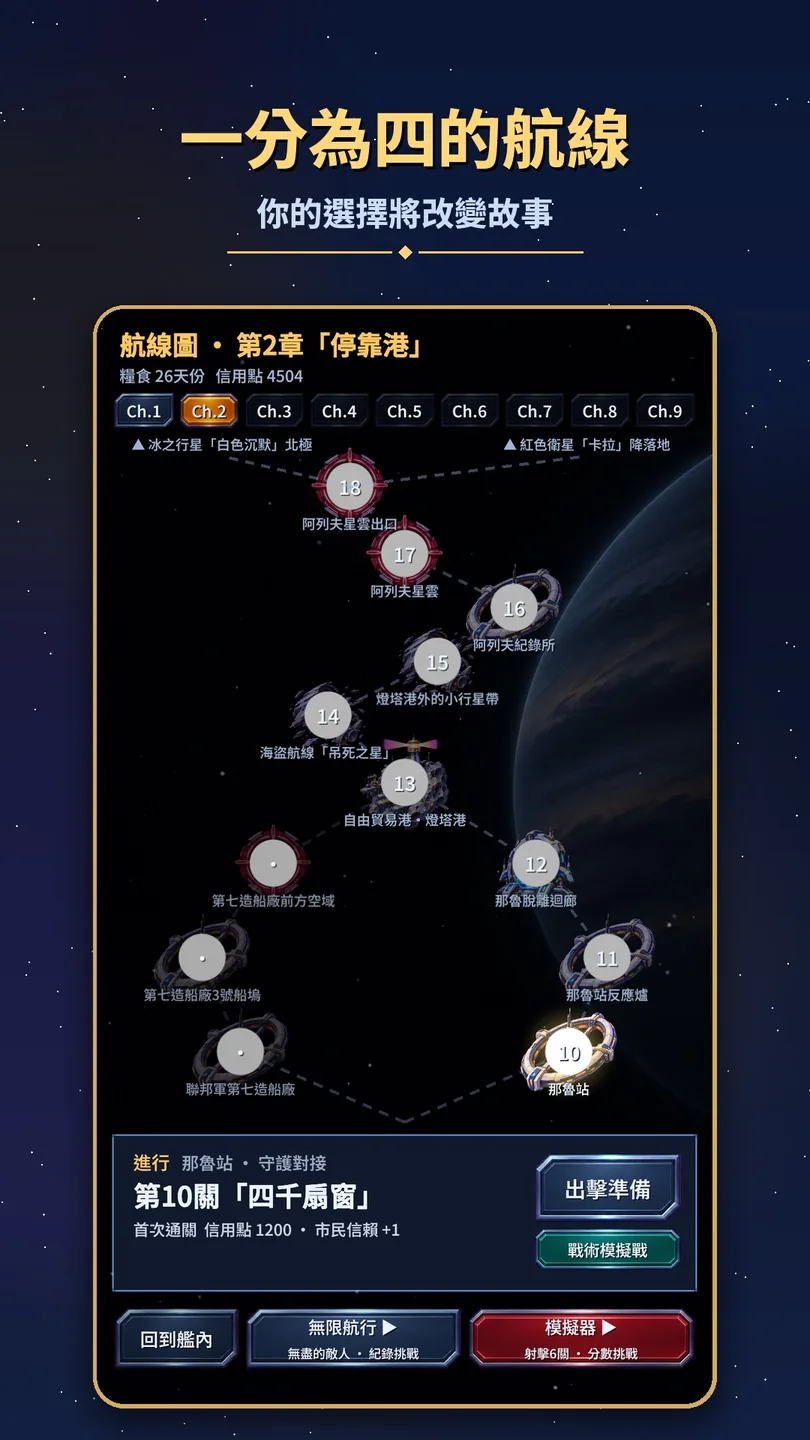 一分為四的航線
你的選擇將改變故事
航線圖・第2章「停靠港」
糧食 26天份 信用點 4504
Ch.1 Ch.2 Ch.3 Ch.4 Ch.5 Ch.6 Ch.7 Ch.8 Ch.9
▲ 冰之行星「白色沉默」北極 ▲ 紅色衛星「卡拉」降落地
18
阿列夫星雲出口
17
阿列夫星雲
16
阿列夫紀錄所
15
燈塔港外的小行星帶
14
海盜航線「吊死之星」
13
自由貿易港・燈塔港
12
第七造船廠前方空域 那魯脫離迴廊
11
第七造船廠3號船塢 那魯站反應爐
10
聯邦軍第七造船廠 那魯站
進行 那魯站・守護對接
第10關「四千扇窗」
首次通關 信用點 1200・市民信賴 +1
出擊準備
戰術模擬戰
回到艦內
無限航行 ▶
無盡的敵人・紀錄挑戰
模擬器 ▶
射擊6關・分數挑戰